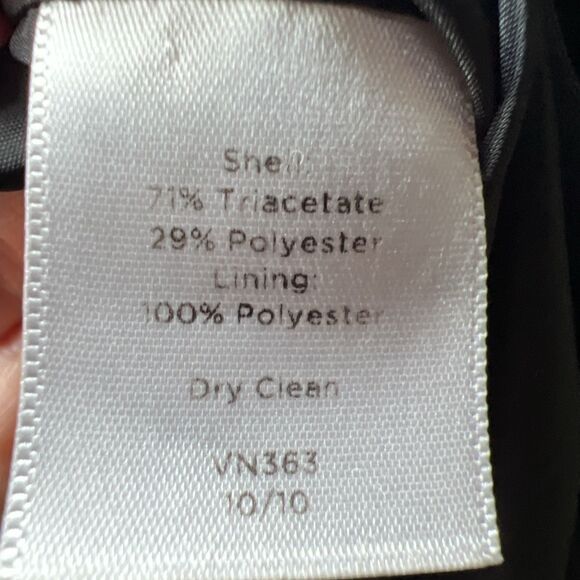 Shell:
71% Triacetate
29% Polyester
Lining:
100% Polyester
Dry Clean
VN363
10/10